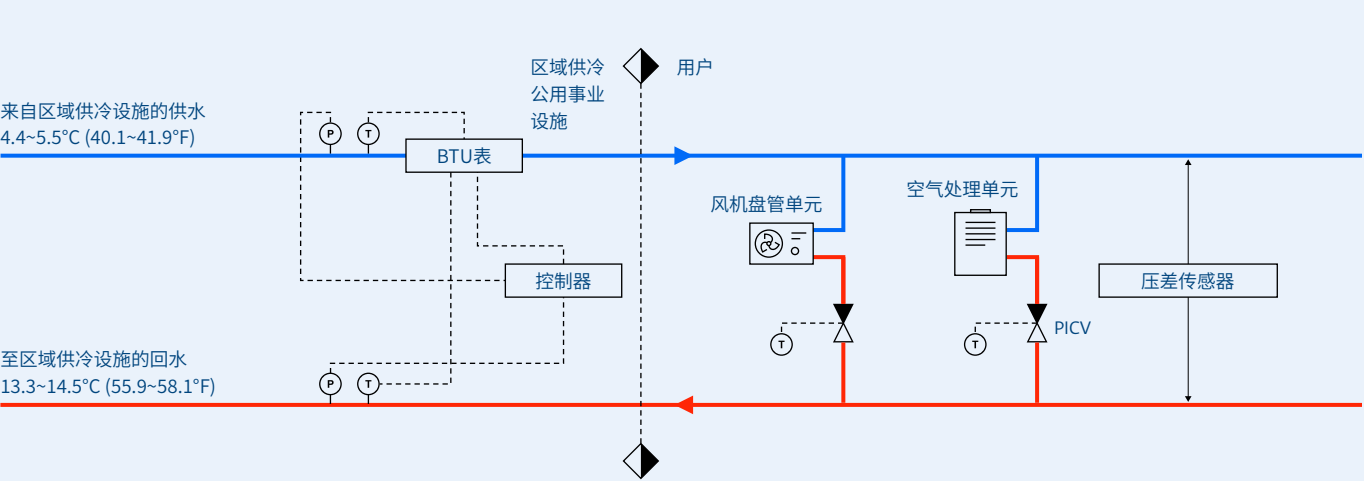 区域供冷
公用事业
设施
用户
来自区域供冷设施的供水
4.4~5.5°C (40.1~41.9°F)
P
T
BTU表
风机盘管单元
空气处理单元
控制器
压差传感器
T
T
PICV
至区域供冷设施的回水
13.3~14.5°C (55.9~58.1°F)
P
T